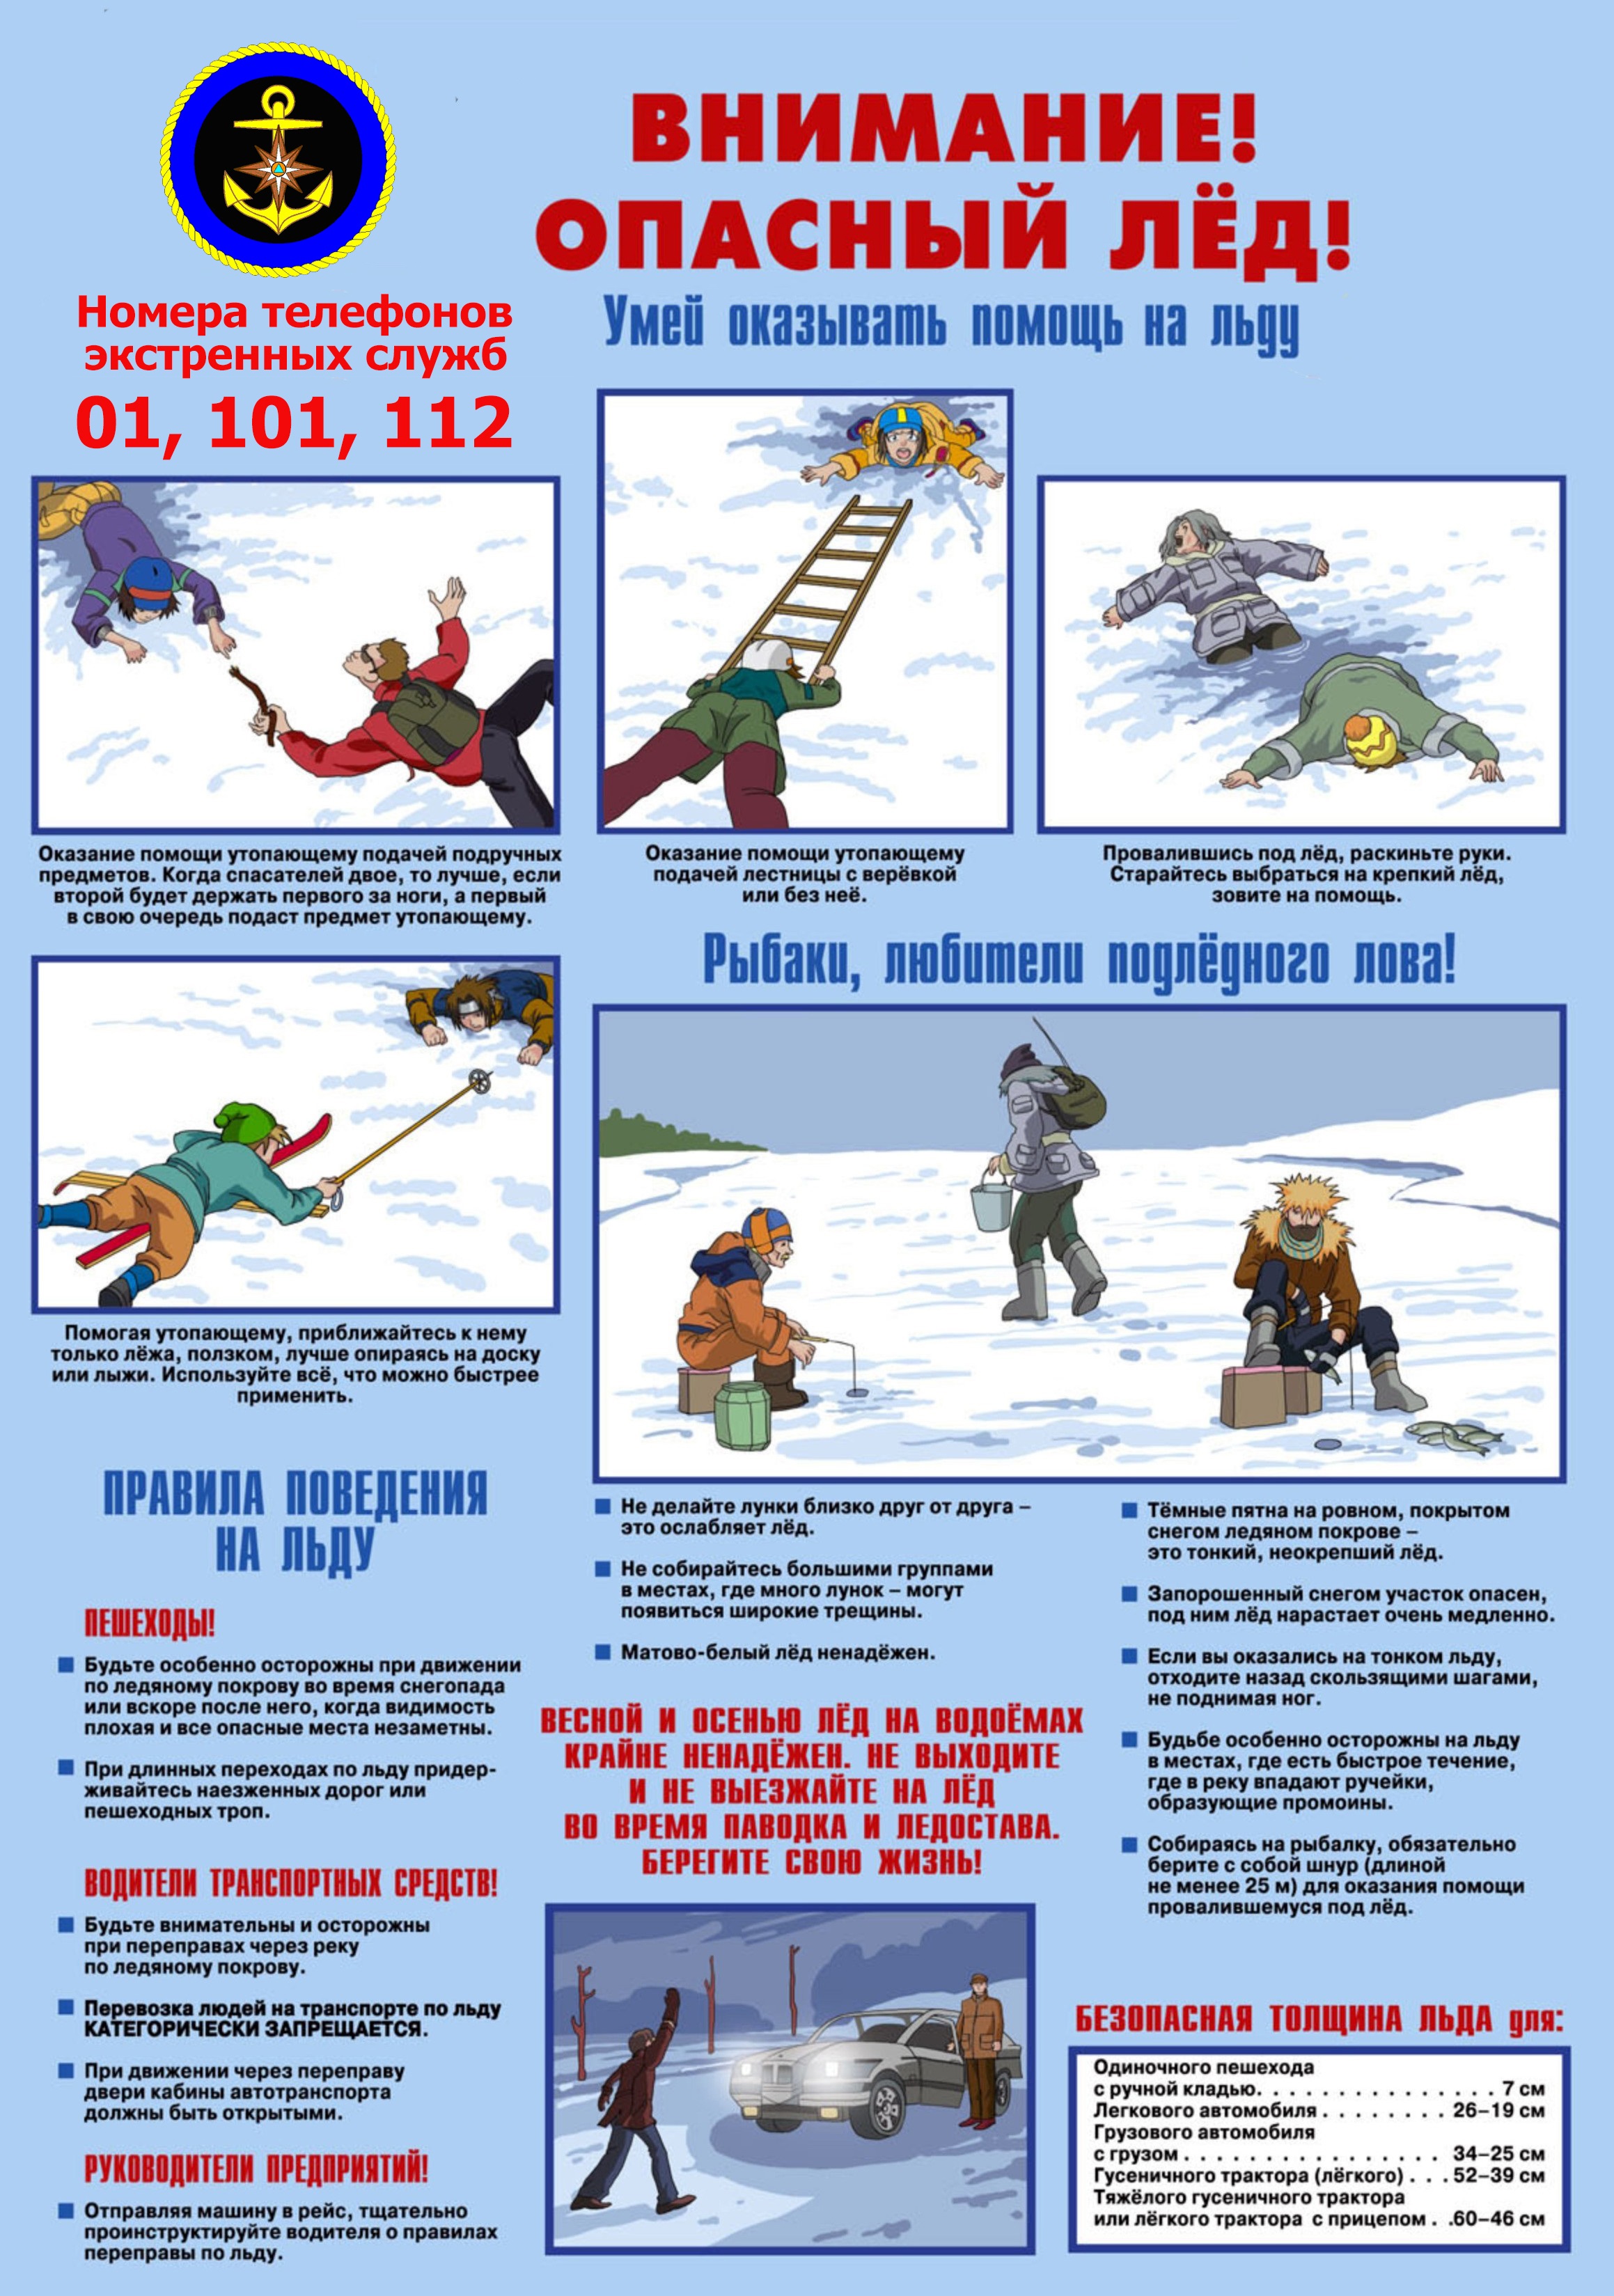 ВНИМАНИЕ!
ОПАСНЫЙ ЛЁД!
Умей оказывать помощь на льду
Номера телефонов
экстренных служб
01, 101, 112
Оказание помощи утопающему подачей подручных
предметов. Когда спасателей двое, то лучше, если
второй будет держать первого за ноги, а первый
в свою очередь подаст предмет утопающему.
Оказание помощи утопающему
подачей лестницы с верёвкой
или без неё.
Провалившись под лёд, раскиньте руки.
Старайтесь выбраться на крепкий лёд,
зовите на помощь.
Помогая утопающему, приближайтесь к нему
только лёжа, ползком, лучше опираясь на доску
или лыжи. Используйте всё, что можно быстрее
применить.
Рыбаки, любители подлёдного лова!
Не делайте лунки близко друг от друга –
это ослабляет лёд.
Не собирайтесь большими группами
в местах, где много лунок – могут
появиться широкие трещины.
Матово-белый лёд ненадёжен.
Тёмные пятна на ровном, покрытом
снегом ледяном покрове –
это тонкий, неокрепший лёд.
Запорошенный снегом участок опасен,
под ним лёд нарастает очень медленно.
Если вы оказались на тонком льду,
отходите назад скользящими шагами,
не поднимая ног.
Будьбе особенно осторожны на льду
в местах, где есть быстрое течение,
где в реку впадают ручейки,
образующие промоины.
Собираясь на рыбалку, обязательно
берите с собой шнур (длиной
не менее 25 м) для оказания помощи
провалившемуся под лёд.
ПРАВИЛА ПОВЕДЕНИЯ
НА ЛЬДУ
ПЕШЕХОДЫ!
Будьте особенно осторожны при движении
по ледяному покрову во время снегопада
или вскоре после него, когда видимость
плохая и все опасные места незаметны.
При длинных переходах по льду придер-
живайтесь наезженных дорог или
пешеходных троп.
ВОДИТЕЛИ ТРАНСПОРТНЫХ СРЕДСТВ!
Будьте внимательны и осторожны
при переправах через реку
по ледяному покрову.
Перевозка людей на транспорте по льду
КАТЕГОРИЧЕСКИ ЗАПРЕЩАЕТСЯ.
При движении через переправу
двери кабины автотранспорта
должны быть открытыми.
РУКОВОДИТЕЛИ ПРЕДПРИЯТИЙ!
Отправляя машину в рейс, тщательно
проинструктируйте водителя о правилах
переправы по льду.
ВЕСНОЙ И ОСЕНЬЮ ЛЁД НА ВОДОЁМАХ
КРАЙНЕ НЕНАДЁЖЕН. НЕ ВЫХОДИТЕ
И НЕ ВЫЕЗЖАЙТЕ НА ЛЁД
ВО ВРЕМЯ ПАВОДКА И ЛЕДОСТАВА.
БЕРЕГИТЕ СВОЮ ЖИЗНЬ!
БЕЗОПАСНАЯ ТОЛЩИНА ЛЬДА для:
Одиночного пешехода
с ручной кладью. . . . . . . . . . . . . . . . 7 см
Легкового автомобиля . . . . . . . . 26–19 см
Грузового автомобиля
с грузом . . . . . . . . . . . . . . . . . 34–25 см
Гусеничного трактора (лёгкого) . . . 52–39 см
Тяжёлого гусеничного трактора
или лёгкого трактора с прицепом . .60–46 см